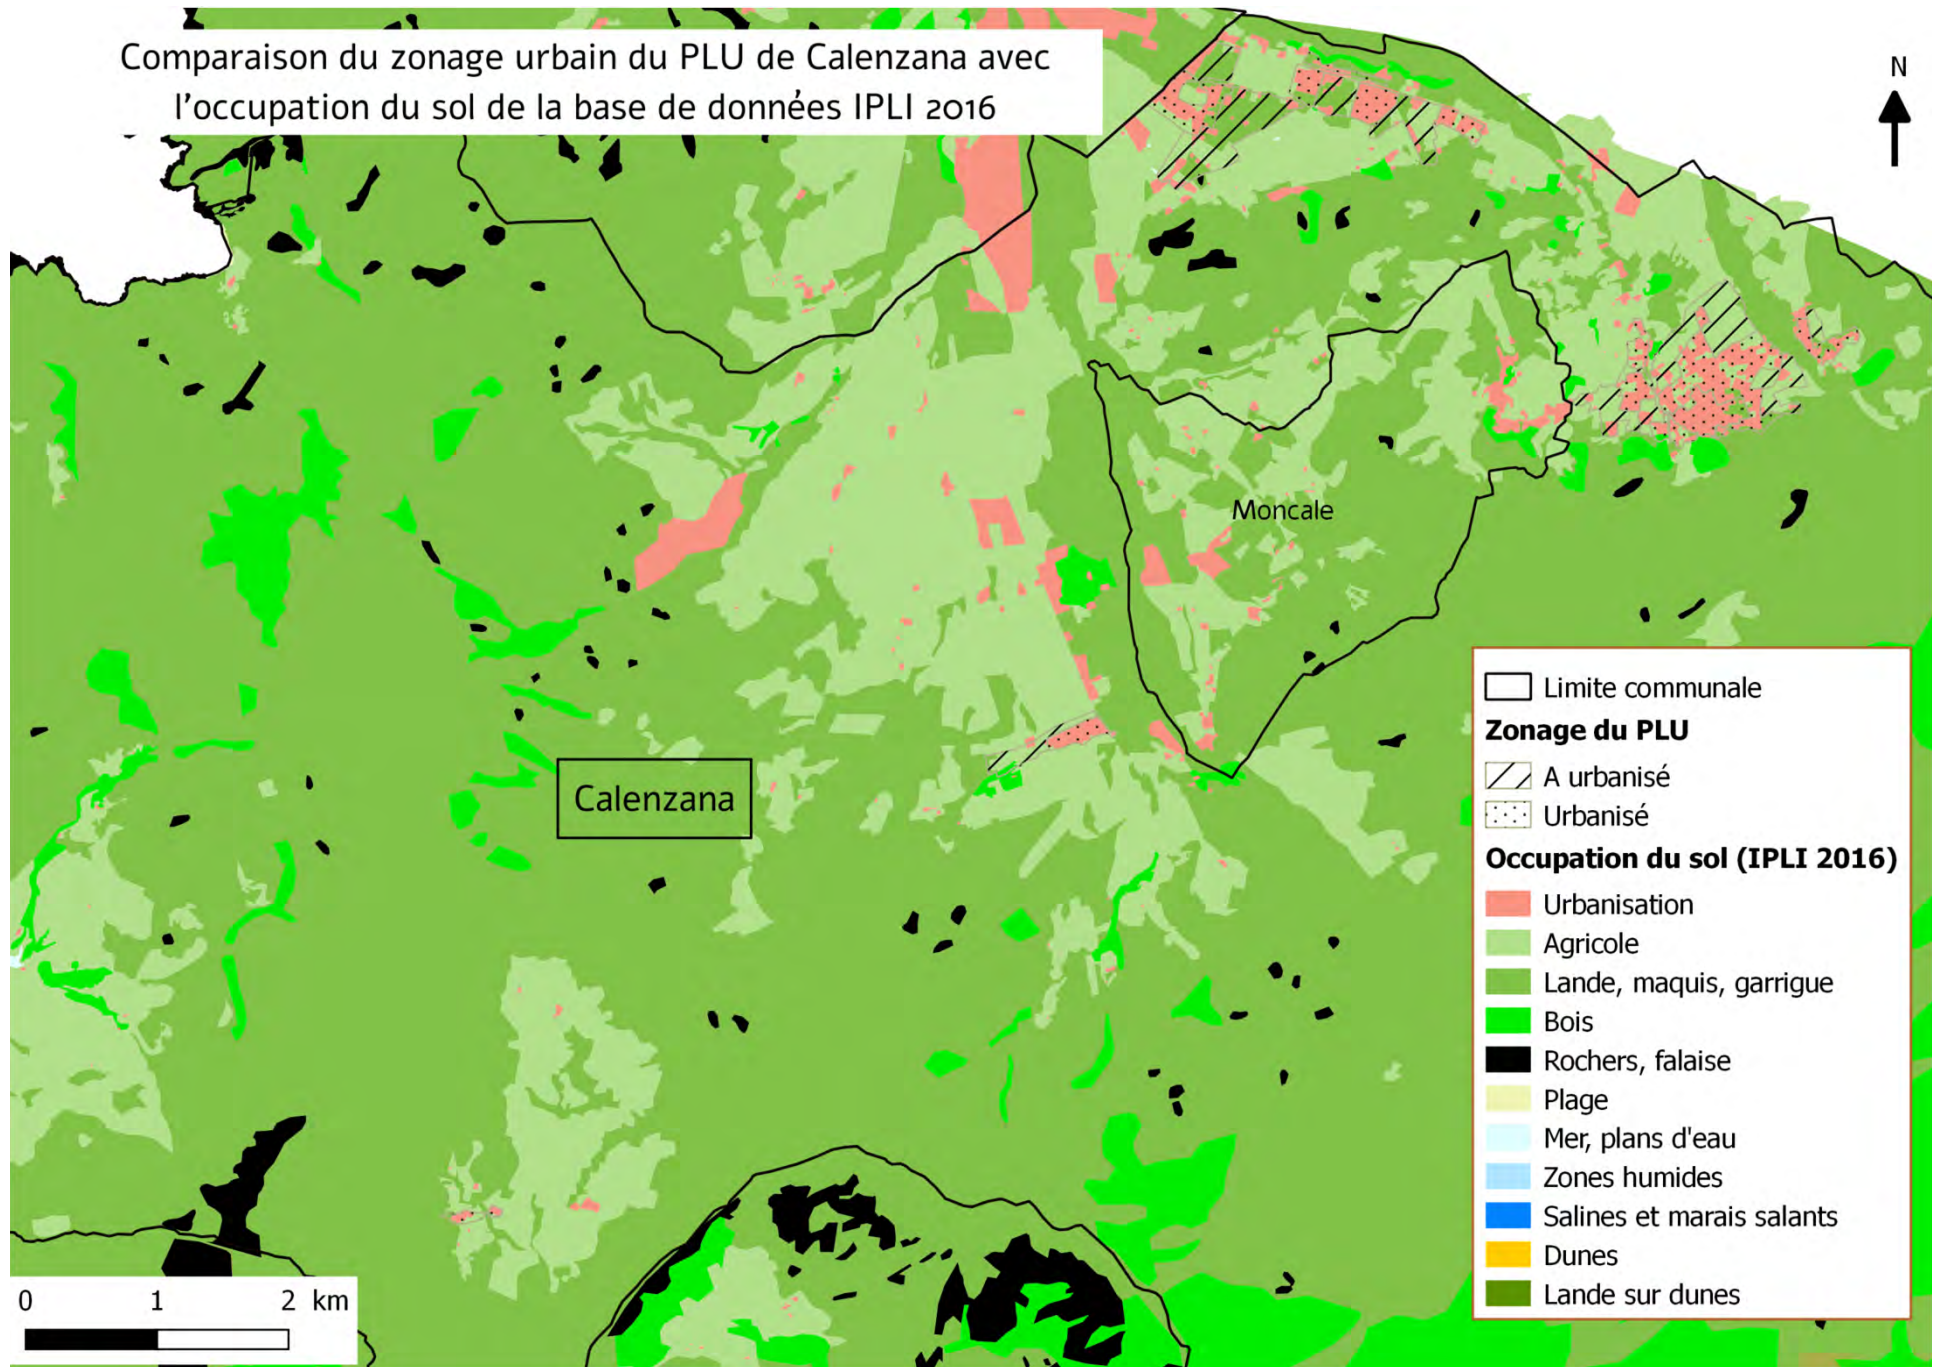 Comparaison du zonage urbain du PLU de Calenzana avec
l'occupation du sol de la base de données IPLI 2016
N
Moncale
Calenzana
Limite communale
Zonage du PLU
A urbanisé
Urbanisé
Occupation du sol (IPLI 2016)
Urbanisation
Agricole
Lande, maquis, garrigue
Bois
Rochers, falaise
Plage
Mer, plans d'eau
Zones humides
Salines et marais salants
Dunes
Lande sur dunes
0 1 2 km